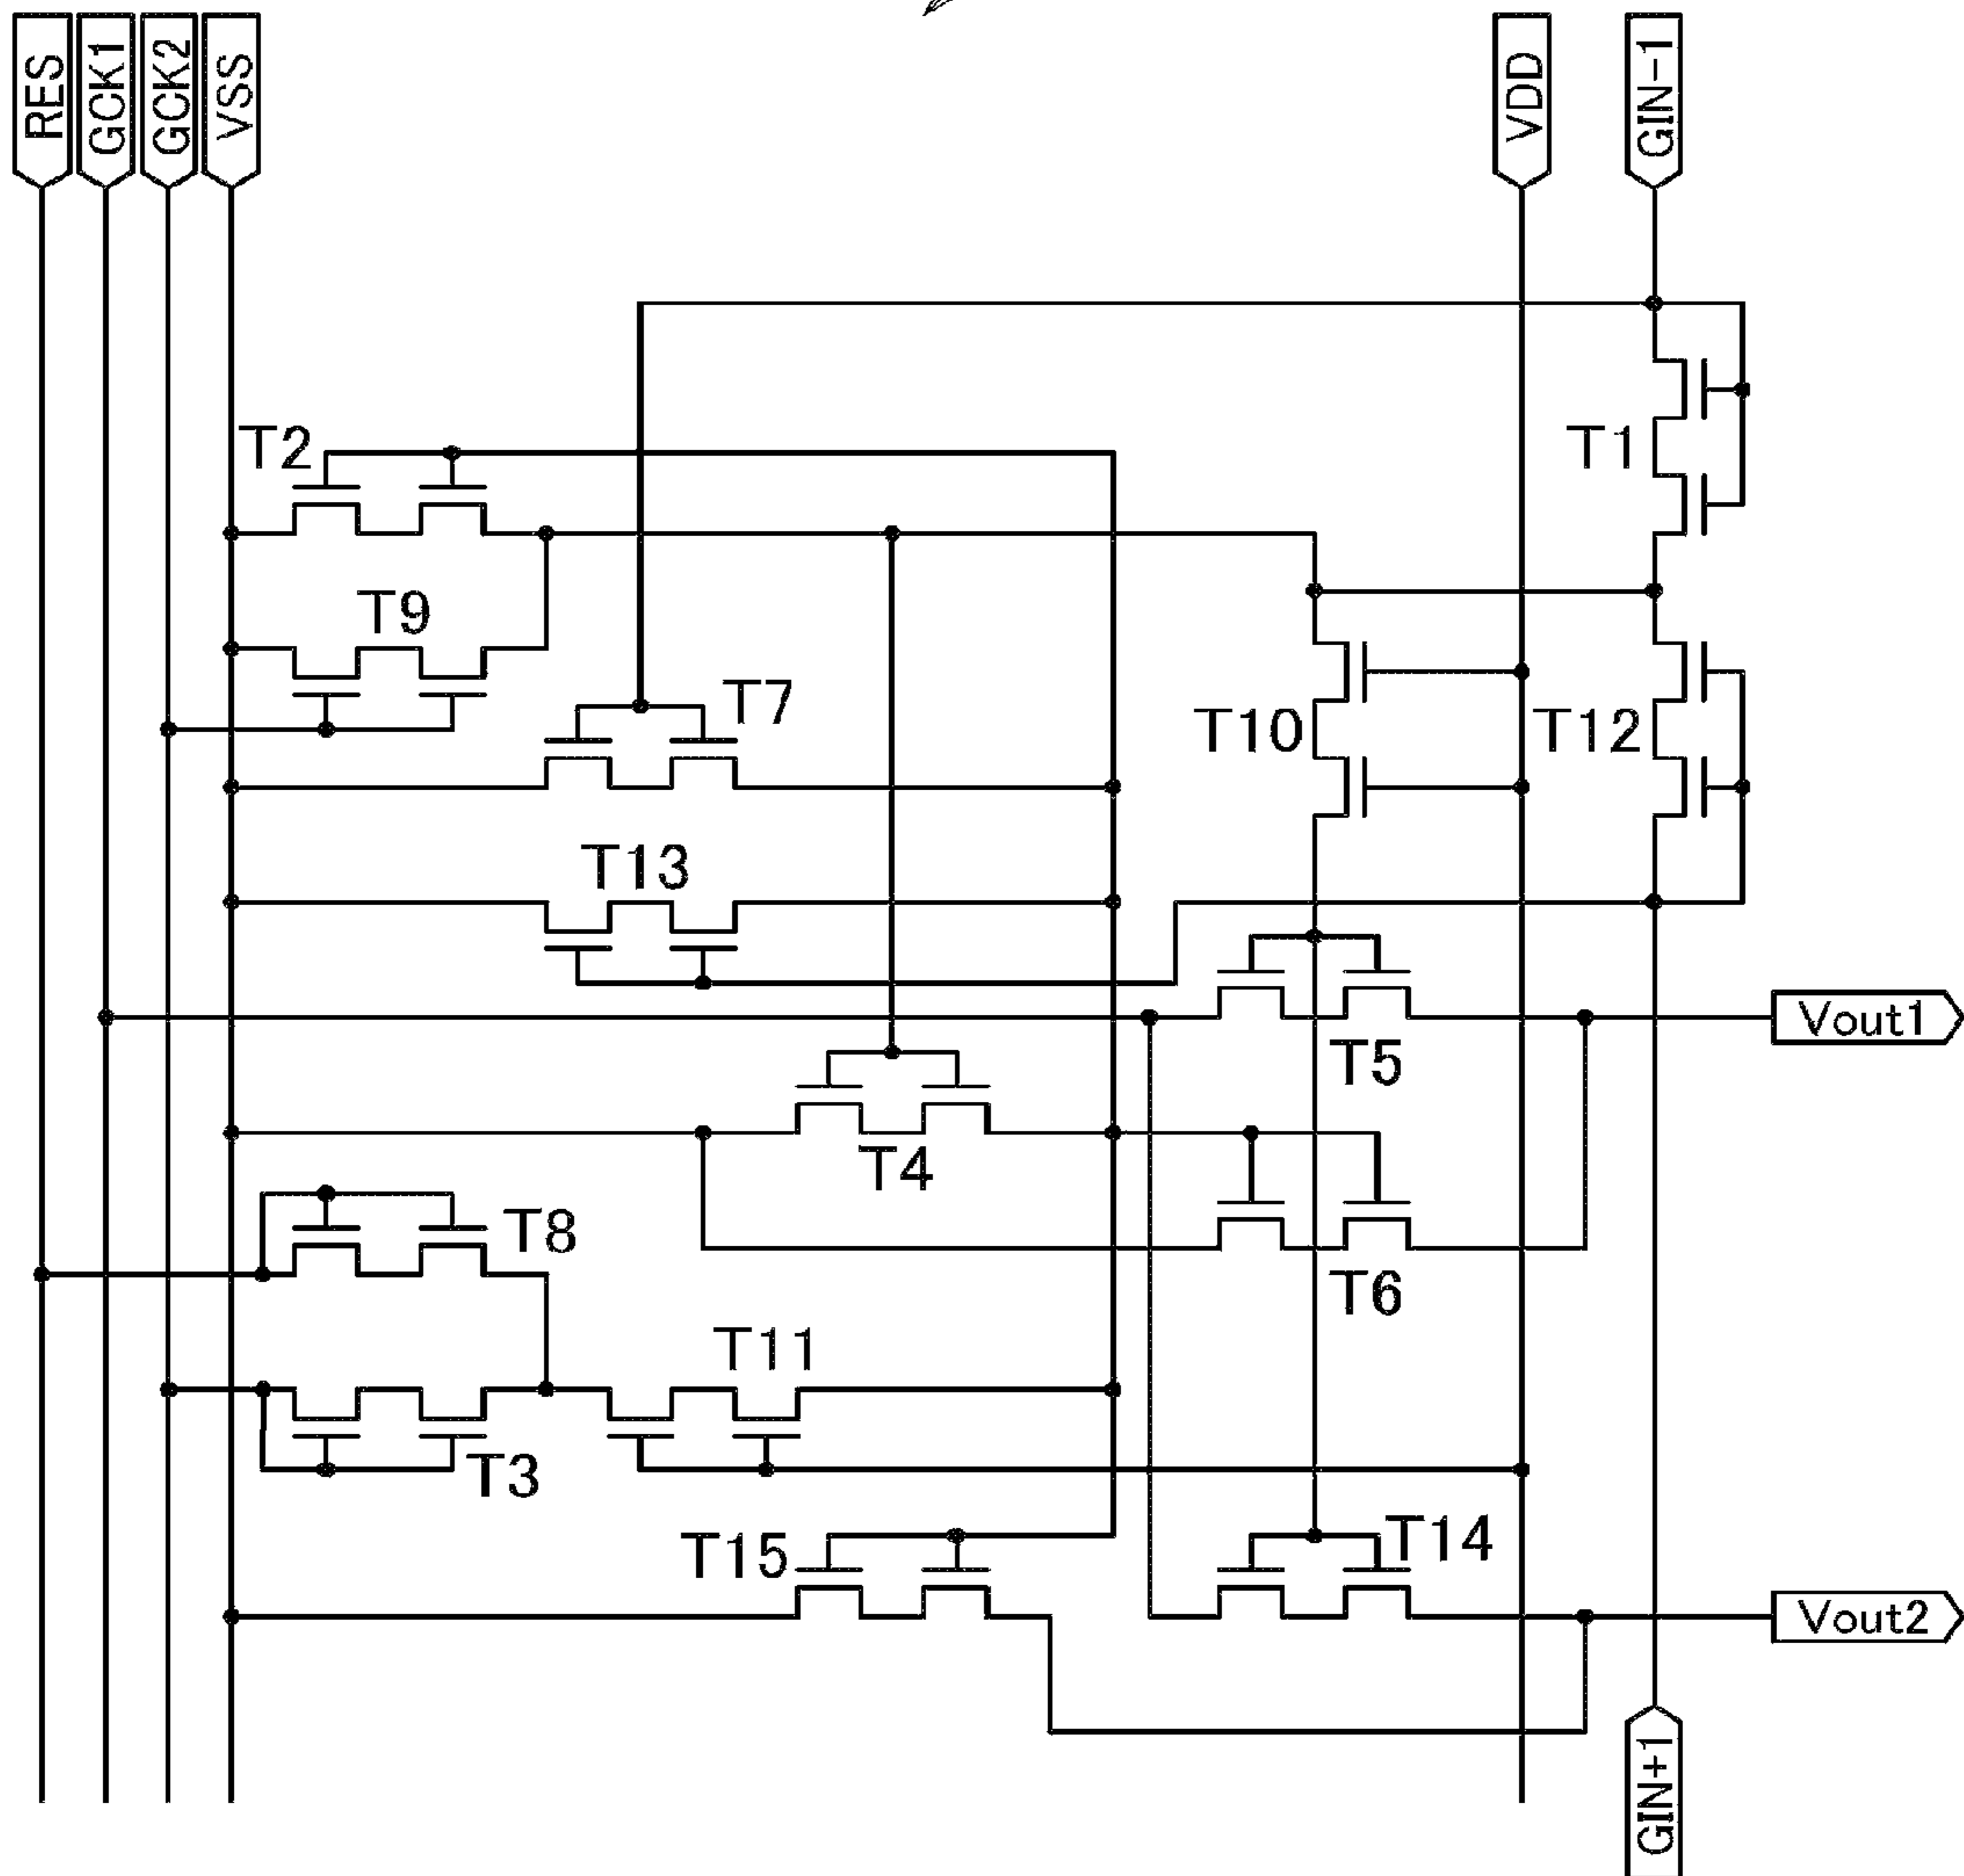 RES
GCK1
GCK2
VSS
VDD
GIN-1
T2
T1
T9
T7
T10
T12
T13
Vout1
T5
T4
T8
T6
T11
T3
T15
T14
Vout2
GIN+1